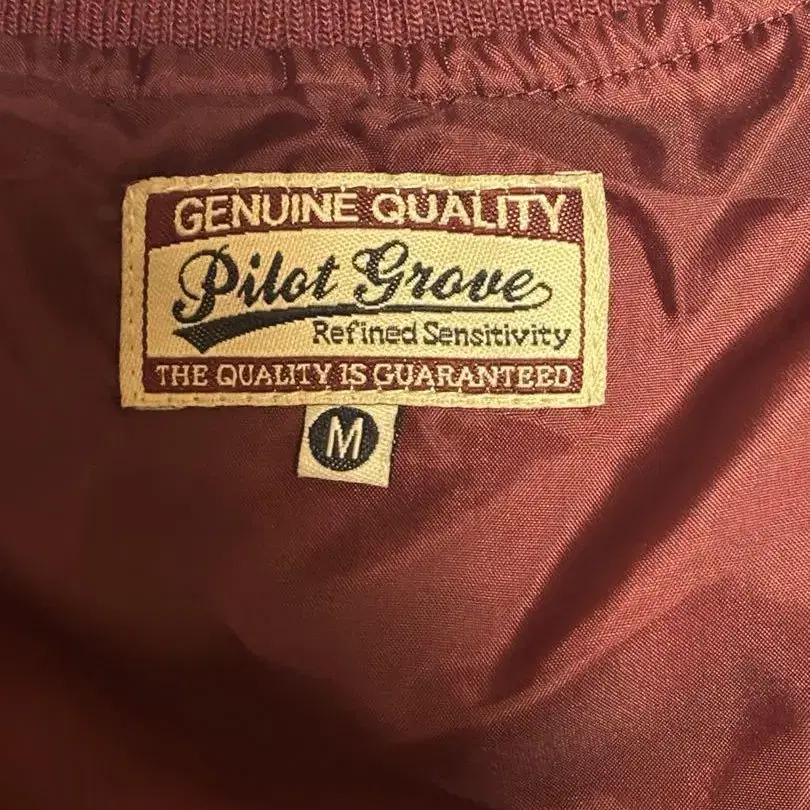 GENUINE QUALITY
Pilot Grove
Refined Sensitivity
THE QUALITY IS GUARANTEED
M